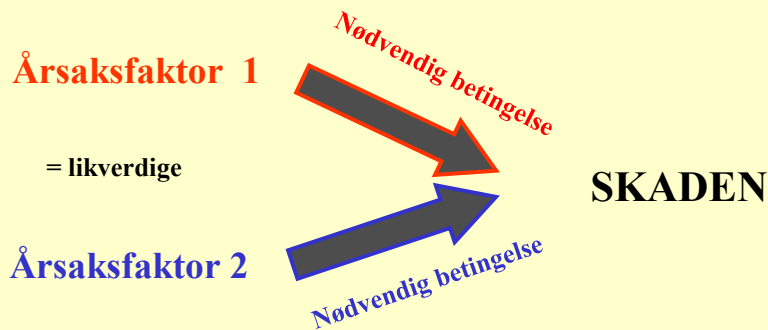 Nødvendig betingelse
Årsaksfaktor 1
= likverdige
SKADEN
Årsaksfaktor 2
Nødvendig betingelse